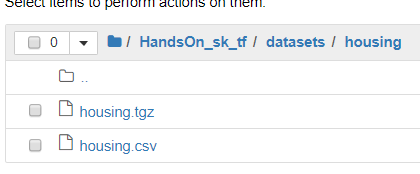 Select items to perform actions on them.
0 / HandsOn_sk_tf / datasets / housing
..
housing.tgz
housing.csv